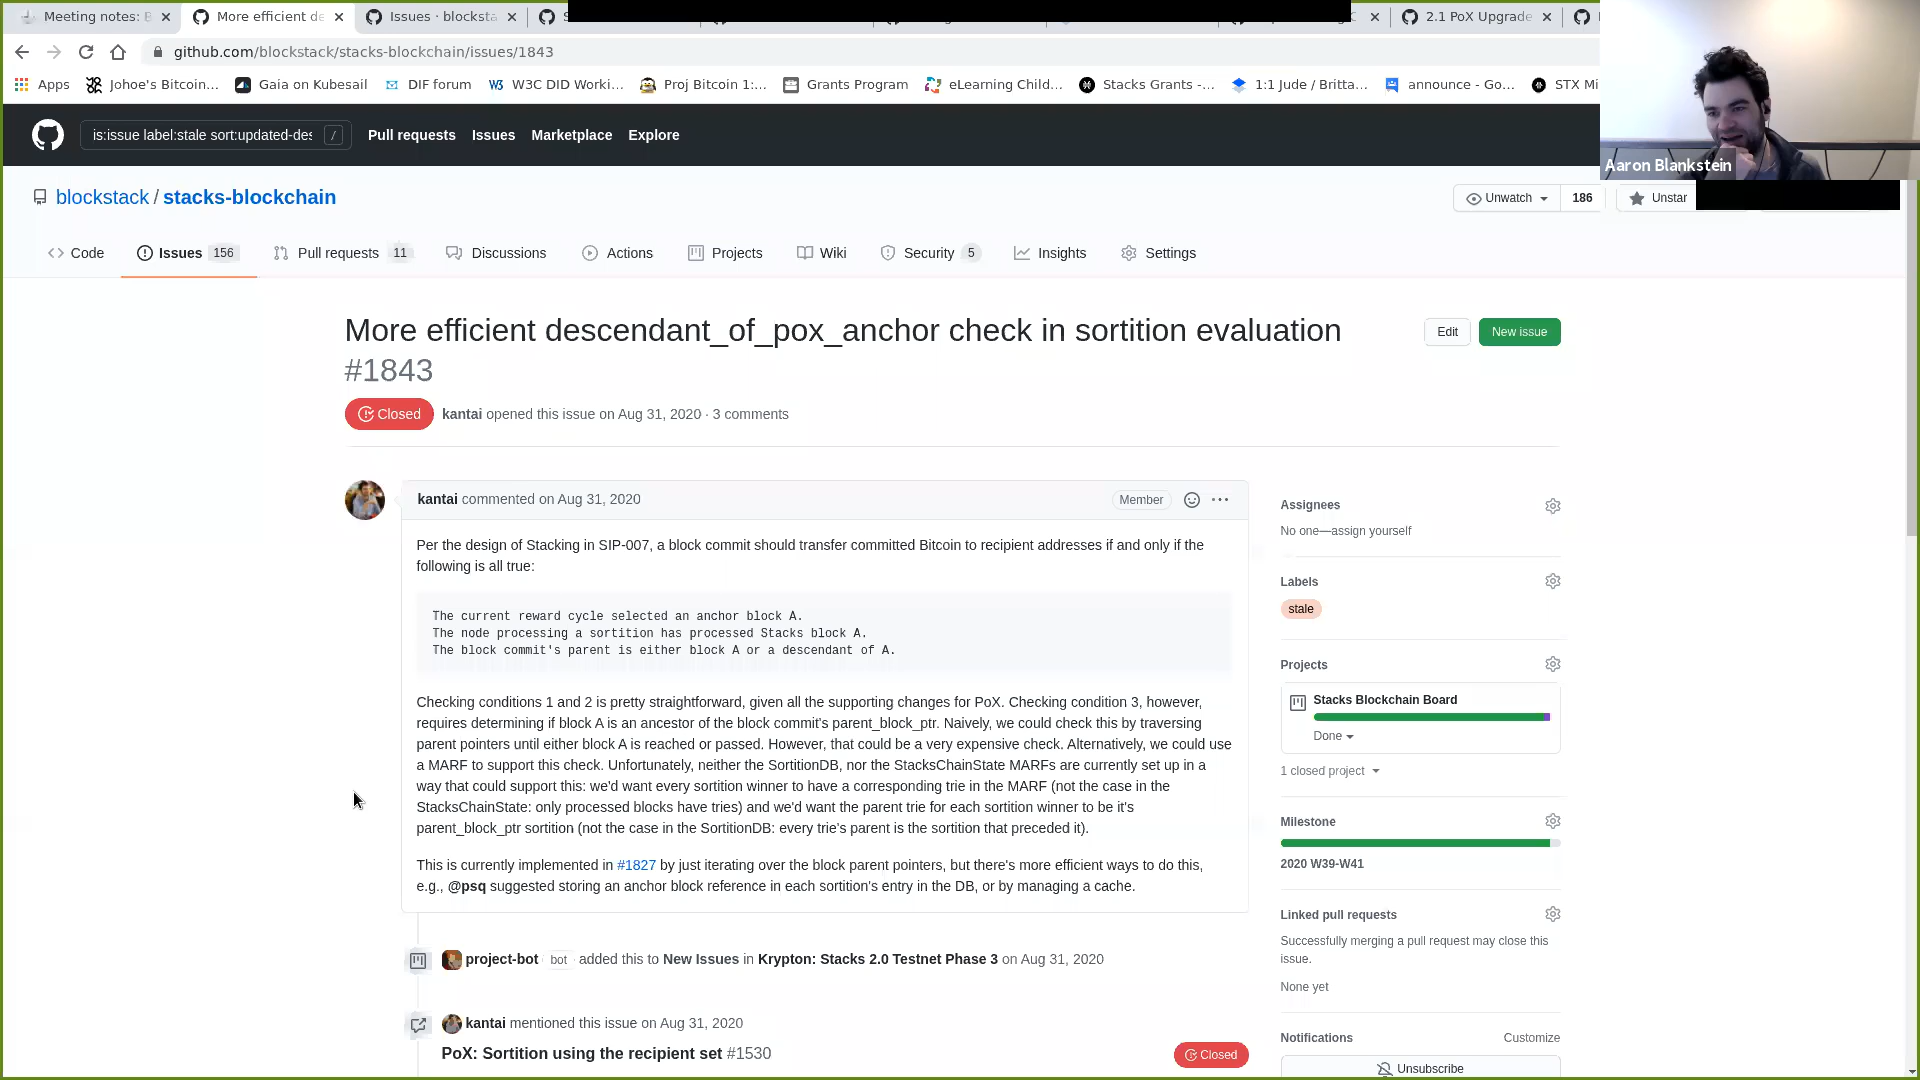 Meeting notes: B
More efficient de
Issues · blocksta
2.1 PoX Upgrade
github.com/blockstack/stacks-blockchain/issues/1843
Apps
Johoe's Bitcoin...
Gaia on Kubesail
DIF forum
W3C DID Worki...
Proj Bitcoin 1:...
Grants Program
eLearning Child...
Stacks Grants -...
1:1 Jude / Britta...
announce - Go...
STX Mi
Aaron Blankstein
is:issue label:stale sort:updated-des
/
Pull requests
Issues
Marketplace
Explore
blockstack / stacks-blockchain
Unwatch
186
Unstar
Code
Issues 156
Pull requests 11
Discussions
Actions
Projects
Wiki
Security 5
Insights
Settings
More efficient descendant_of_pox_anchor check in sortition evaluation
#1843
Edit
New issue
Closed
kantai opened this issue on Aug 31, 2020 · 3 comments
kantai commented on Aug 31, 2020
Member
Per the design of Stacking in SIP-007, a block commit should transfer committed Bitcoin to recipient addresses if and only if the
following is all true:
The current reward cycle selected an anchor block A.
The node processing a sortition has processed Stacks block A.
The block commit's parent is either block A or a descendant of A.
Checking conditions 1 and 2 is pretty straightforward, given all the supporting changes for PoX. Checking condition 3, however,
requires determining if block A is an ancestor of the block commit's parent_block_ptr. Naively, we could check this by traversing
parent pointers until either block A is reached or passed. However, that could be a very expensive check. Alternatively, we could use
a MARF to support this check. Unfortunately, neither the SortitionDB, nor the StacksChainState MARFs are currently set up in a
way that could support this: we'd want every sortition winner to have a corresponding trie in the MARF (not the case in the
StacksChainState: only processed blocks have tries) and we'd want the parent trie for each sortition winner to be it's
parent_block_ptr sortition (not the case in the SortitionDB: every trie's parent is the sortition that preceded it).
This is currently implemented in #1827 by just iterating over the block parent pointers, but there's more efficient ways to do this,
e.g., @psq suggested storing an anchor block reference in each sortition's entry in the DB, or by managing a cache.
project-bot bot added this to New Issues in Krypton: Stacks 2.0 Testnet Phase 3 on Aug 31, 2020
kantai mentioned this issue on Aug 31, 2020
PoX: Sortition using the recipient set #1530
Closed
Assignees
No one—assign yourself
Labels
stale
Projects
Stacks Blockchain Board
Done
1 closed project
Milestone
2020 W39-W41
Linked pull requests
Successfully merging a pull request may close this
issue.
None yet
Notifications
Customize
Unsubscribe